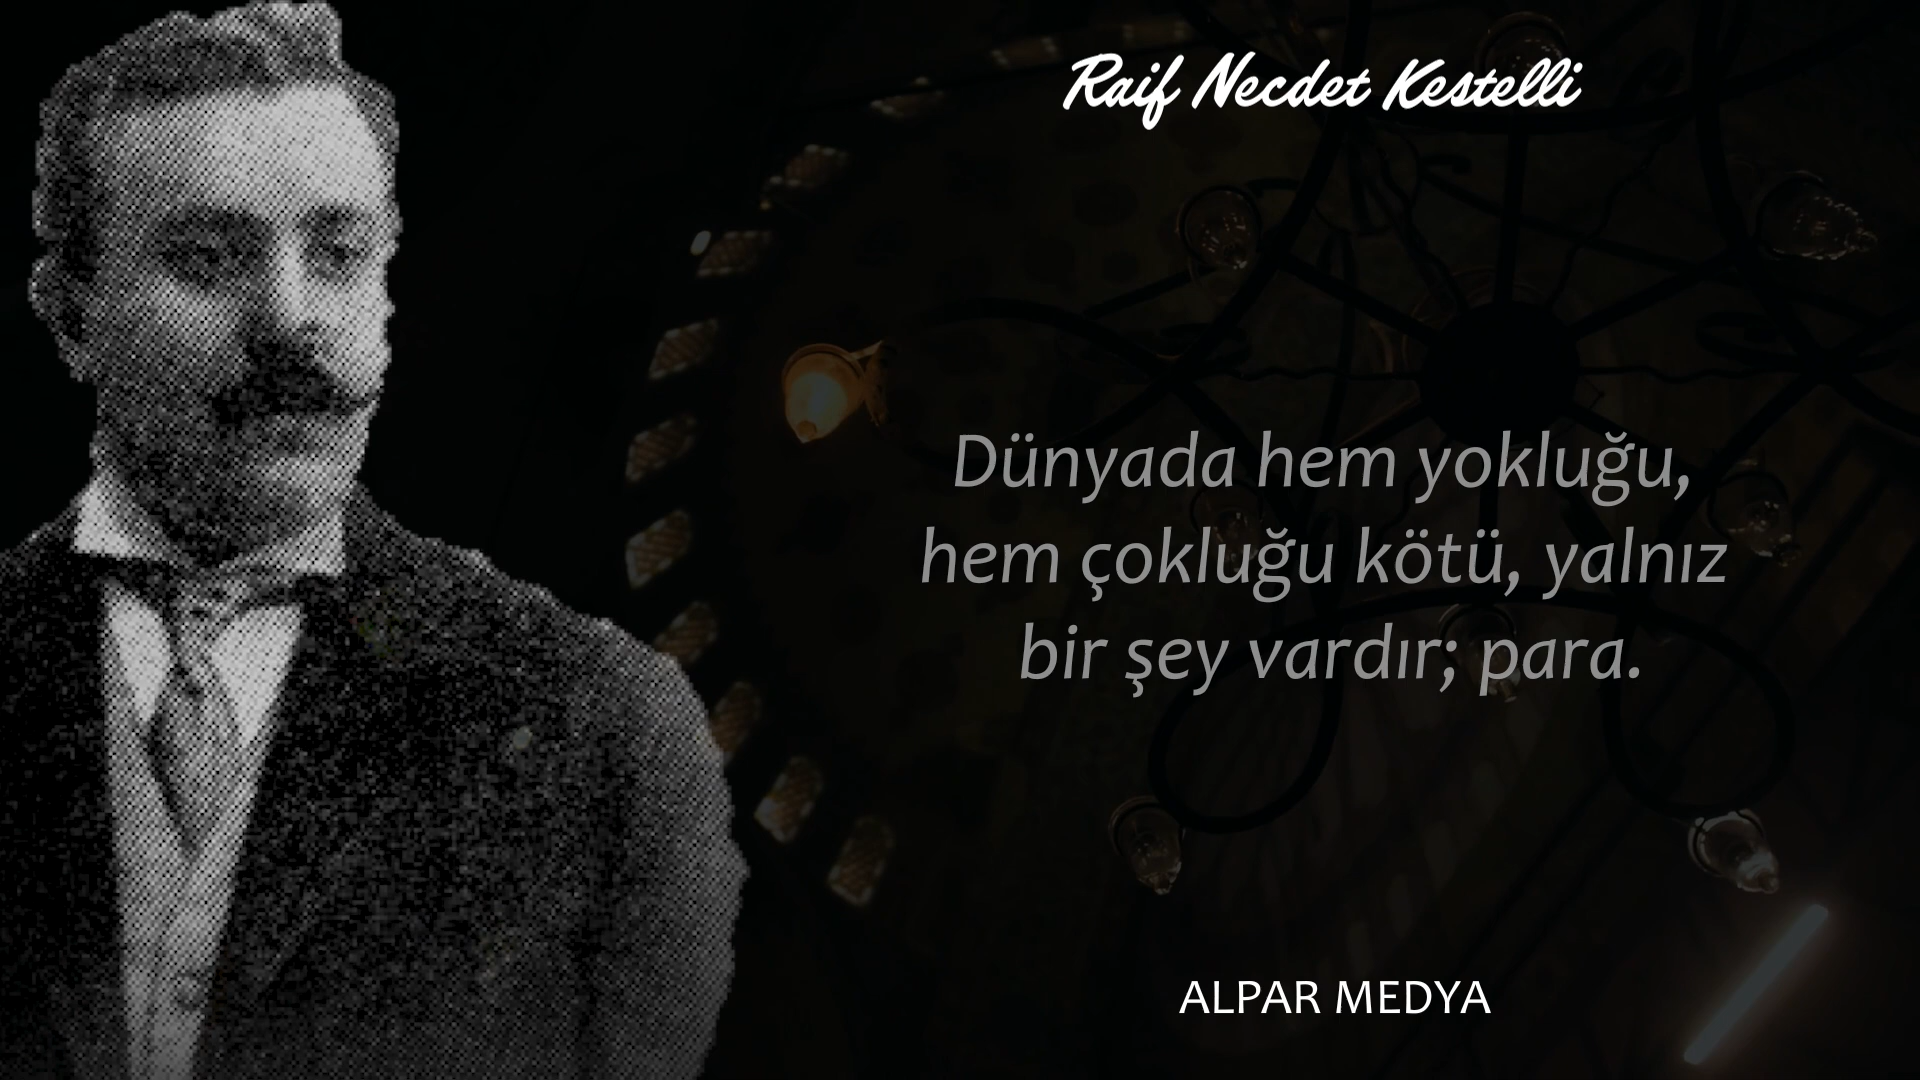 Raif Necdet Kestelli
Dünyada hem yokluğu,
hem çokluğu kötü, yalnız
bir şey vardır; para.
ALPAR MEDYA